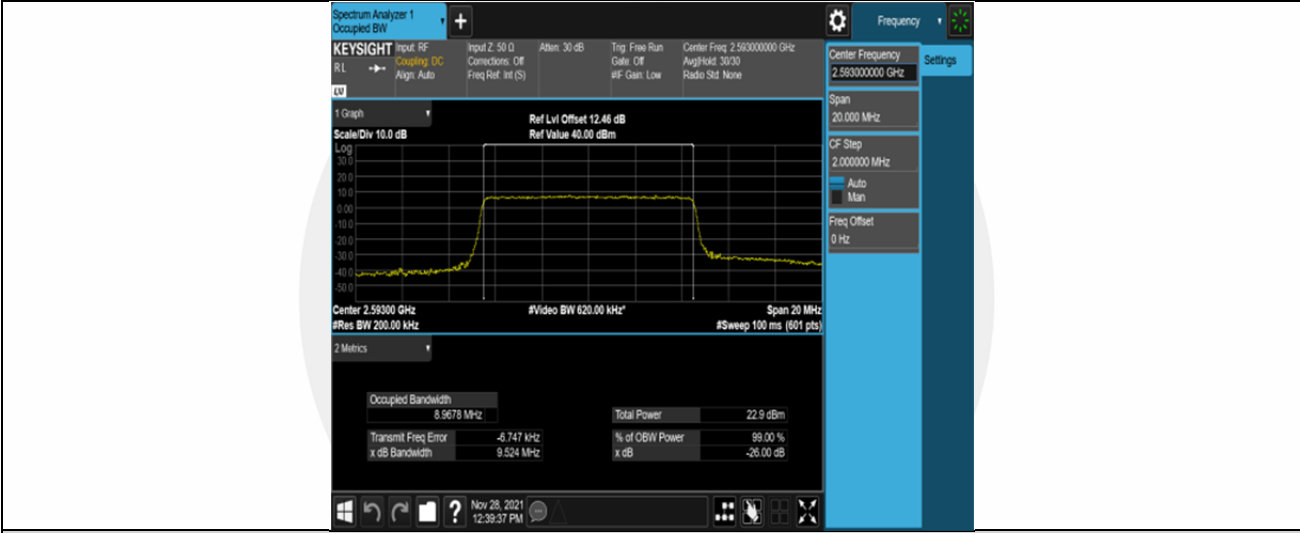 Spectrum Analyzer 1
Occupied BW
+
Frequency
KEYSIGHT
RL
Input: RF
Coupling: DC
Align: Auto
Input Z: 50 Ω
Corrections: Off
Freq Ref: Int (S)
Atten: 30 dB
Trig: Free Run
Gate: Off
#IF Gain: Low
Center Freq: 2.593000000 GHz
Avg|Hold: 30/30
Radio Std: None
LXI
1 Graph
Scale/Div 10.0 dB
Ref Lvl Offset 12.46 dB
Ref Value 40.00 dBm
Log
30.0
20.0
10.0
0.00
-10.0
-20.0
-30.0
-40.0
-50.0
Center 2.59300 GHz
#Res BW 200.00 kHz
#Video BW 620.00 kHz*
Span 20 MHz
#Sweep 100 ms (601 pts)
2 Metrics
Occupied Bandwidth
8.9678 MHz
Transmit Freq Error -6.747 kHz
x dB Bandwidth 9.524 MHz
Total Power 22.9 dBm
% of OBW Power 99.00 %
x dB -26.00 dB
?
Nov 28, 2021
12:39:37 PM
Center Frequency
2.593000000 GHz
Span
20.000 MHz
CF Step
2.000000 MHz
Auto
Man
Freq Offset
0 Hz
Settings